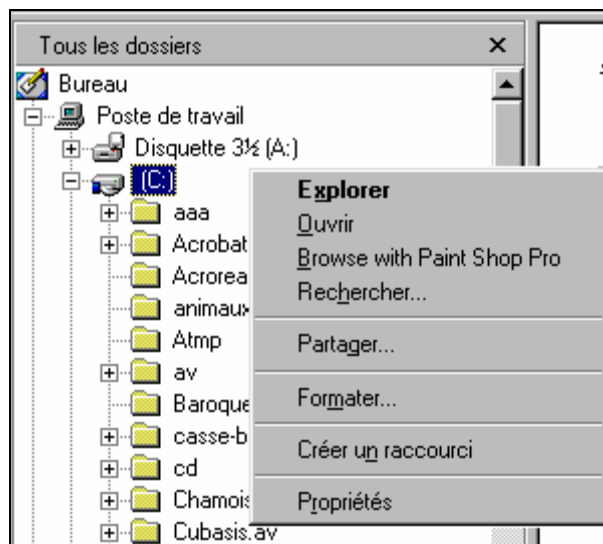 Tous les dossiers
Bureau
Poste de travail
Disquette 3½ (A:)
(C:)
aaa
Acrobat
Acrorea
animaux
Atmp
av
Baroque
casse-b
cd
Chamois
Cubasis.av
Explorer
Ouvrir
Browse with Paint Shop Pro
Rechercher...
Partager...
Formater...
Créer un raccourci
Propriétés